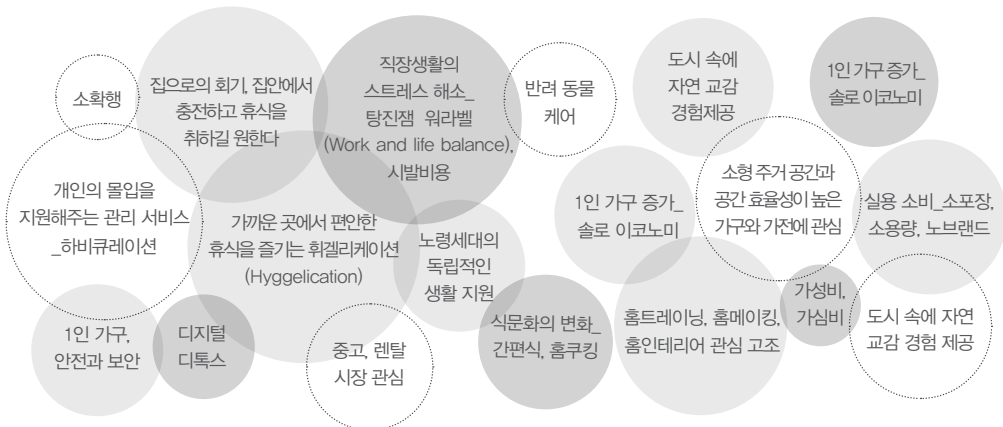 소확행
집으로의 회기, 집안에서
충전하고 휴식을
취하길 원한다
직장생활의
스트레스 해소_
탕진잼 워라벨
(Work and life balance),
시발비용
반려 동물
케어
도시 속에
자연 교감
경험제공
1인 가구 증가_
솔로 이코노미
개인의 몰입을
지원해주는 관리 서비스
_하비큐레이션
가까운 곳에서 편안한
휴식을 즐기는 휘겔리케이션
(Hyggelication)
노령세대의
독립적인
생활 지원
1인 가구 증가_
솔로 이코노미
소형 주거 공간과
공간 효율성이 높은
가구와 가전에 관심
실용 소비_소포장,
소용량, 노브랜드
1인 가구,
안전과 보안
디지털
디톡스
중고, 렌탈
시장 관심
식문화의 변화_
간편식, 홈쿠킹
홈트레이닝, 홈메이킹,
홈인테리어 관심 고조
가성비,
가심비
도시 속에 자연
교감 경험 제공